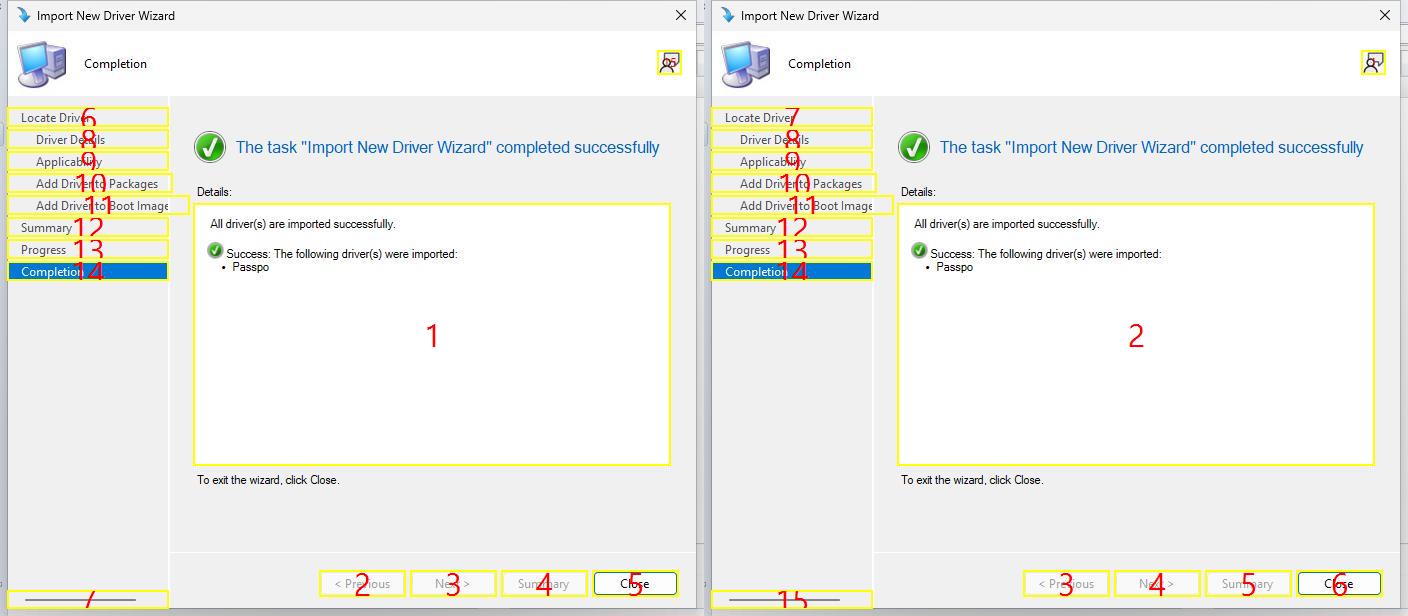 Import New Driver Wizard
Completion
Locate Driver
6
Driver Details
8
Applicability
9
Add Driver to Packages
10
Add Driver to Boot Image
11
Summary
12
Progress
13
Completion
14
7
The task "Import New Driver Wizard" completed successfully
Details:
All driver(s) are imported successfully.
Success: The following driver(s) were imported:
• Passpo
1
To exit the wizard, click Close.
< Previous
2
Next >
3
Summary
4
Close
5
Import New Driver Wizard
Completion
Locate Driver
7
Driver Details
8
Applicability
9
Add Driver to Packages
10
Add Driver to Boot Image
11
Summary
12
Progress
13
Completion
14
15
The task "Import New Driver Wizard" completed successfully
Details:
All driver(s) are imported successfully.
Success: The following driver(s) were imported:
• Passpo
2
To exit the wizard, click Close.
< Previous
3
Next >
4
Summary
5
Close
6